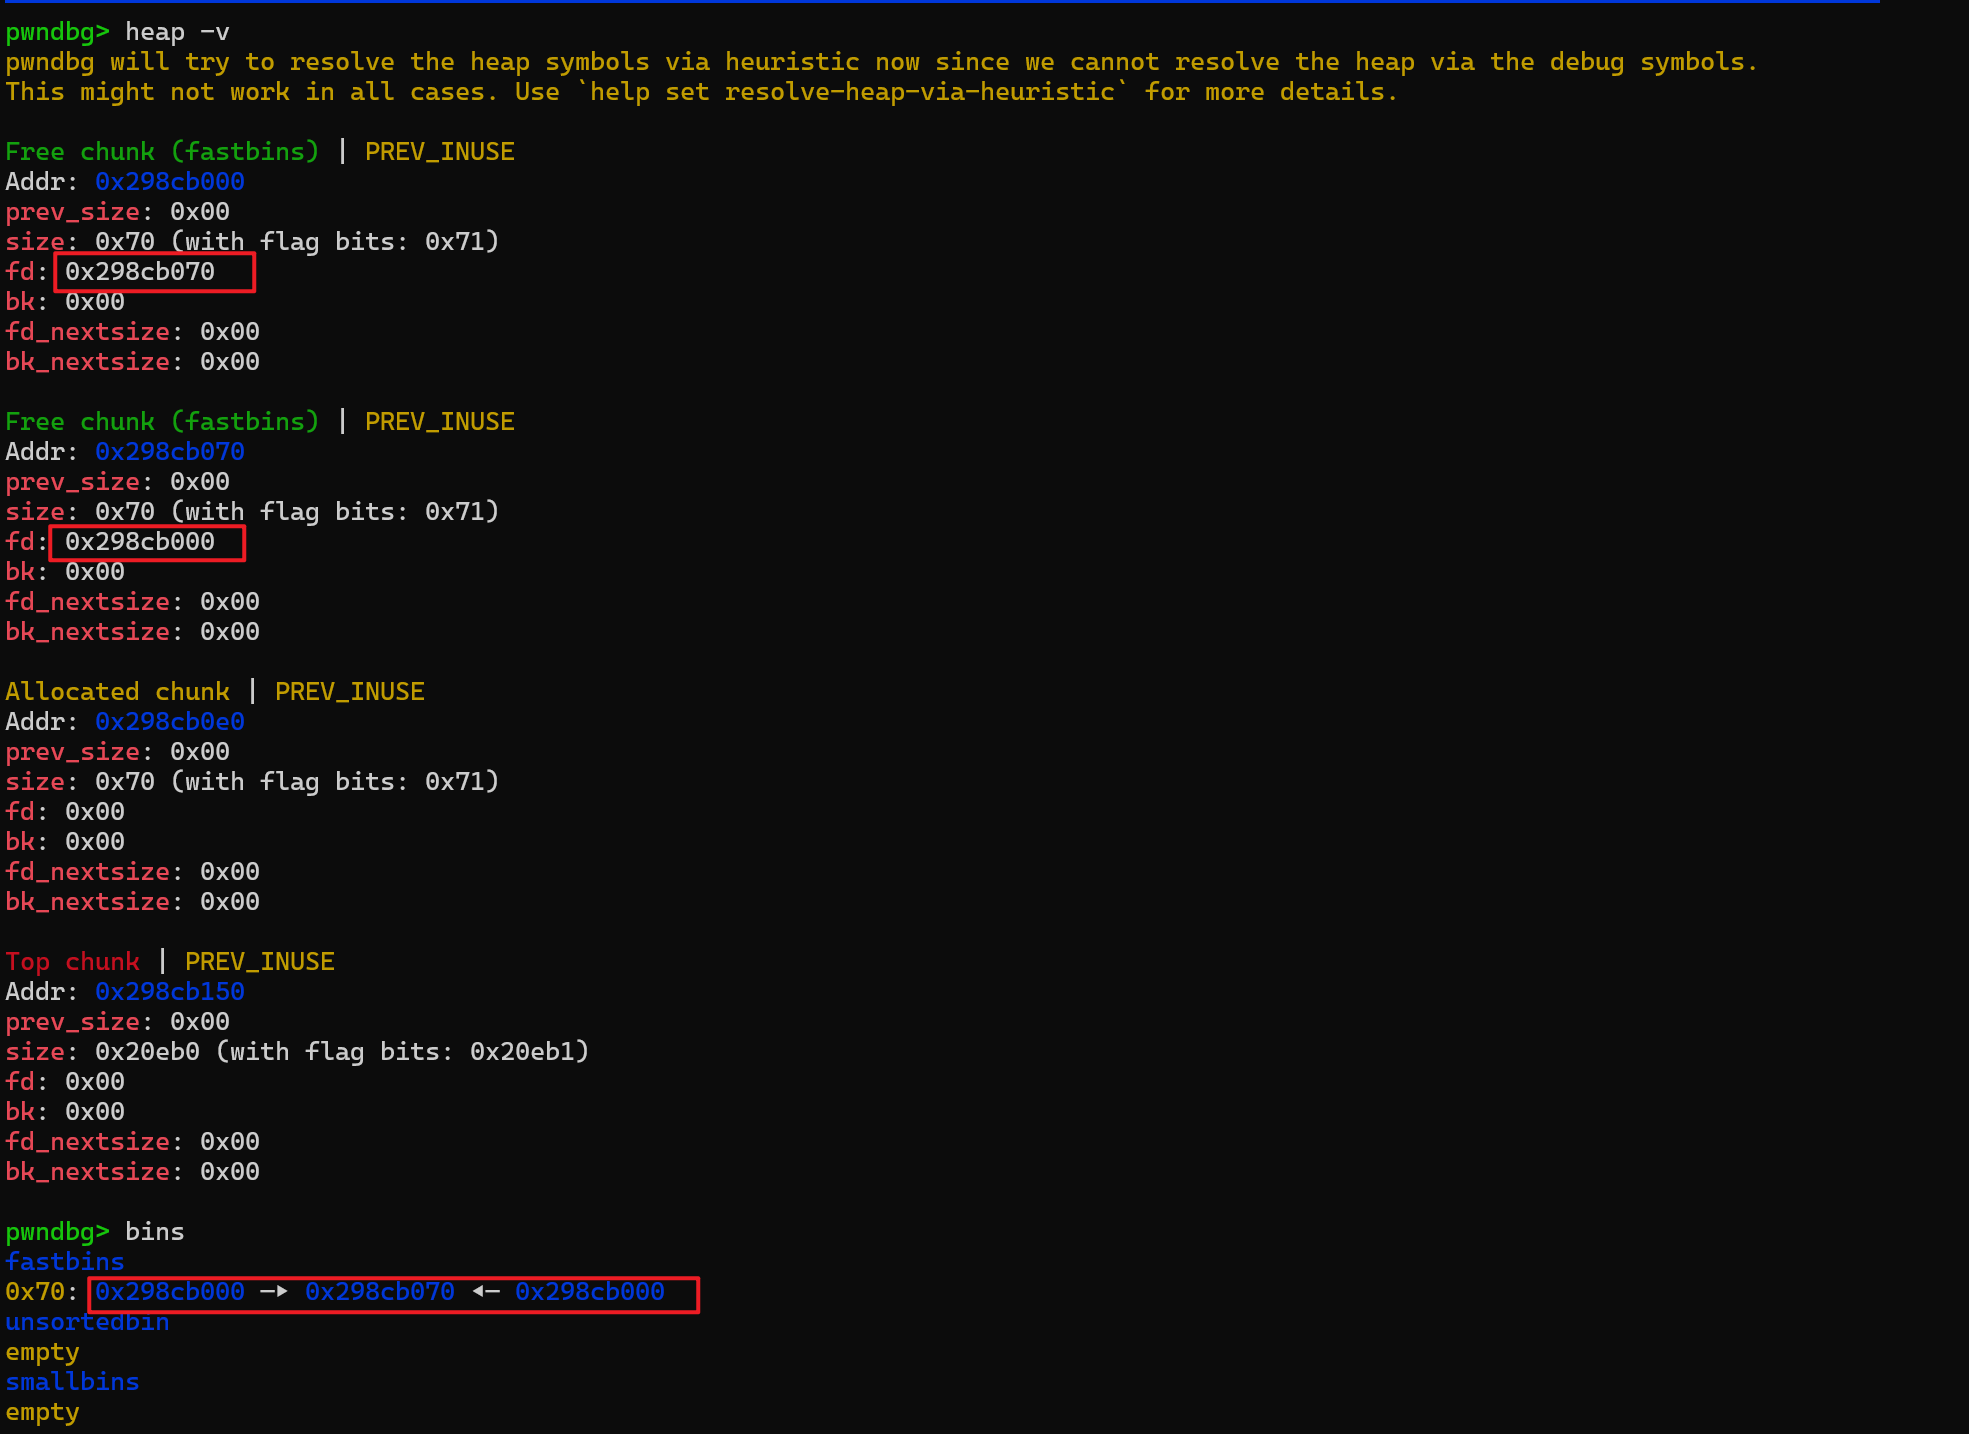 pwndbg> heap -v
pwndbg will try to resolve the heap symbols via heuristic now since we cannot resolve the heap via the debug symbols.
This might not work in all cases. Use `help set resolve-heap-via-heuristic` for more details.
Free chunk (fastbins) | PREV_INUSE
Addr: 0x298cb000
prev_size: 0x00
size: 0x70 (with flag bits: 0x71)
fd: 0x298cb070
bk: 0x00
fd_nextsize: 0x00
bk_nextsize: 0x00
Free chunk (fastbins) | PREV_INUSE
Addr: 0x298cb070
prev_size: 0x00
size: 0x70 (with flag bits: 0x71)
fd: 0x298cb000
bk: 0x00
fd_nextsize: 0x00
bk_nextsize: 0x00
Allocated chunk | PREV_INUSE
Addr: 0x298cb0e0
prev_size: 0x00
size: 0x70 (with flag bits: 0x71)
fd: 0x00
bk: 0x00
fd_nextsize: 0x00
bk_nextsize: 0x00
Top chunk | PREV_INUSE
Addr: 0x298cb150
prev_size: 0x00
size: 0x20eb0 (with flag bits: 0x20eb1)
fd: 0x00
bk: 0x00
fd_nextsize: 0x00
bk_nextsize: 0x00
pwndbg> bins
fastbins
0x70: 0x298cb000 —▸ 0x298cb070 ◂— 0x298cb000
unsortedbin
empty
smallbins
empty